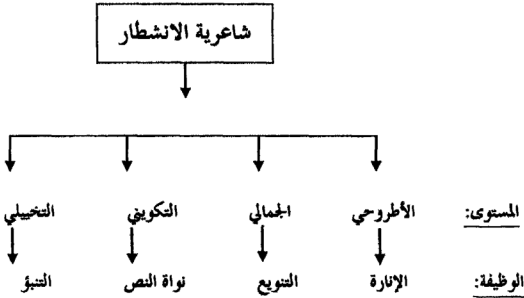 شاعرية الانشطار
المستوى: الأطروحي الجمالي التكويني التخييلي
الوظيفة: الإنارة التنويع نواة النص التنبؤ